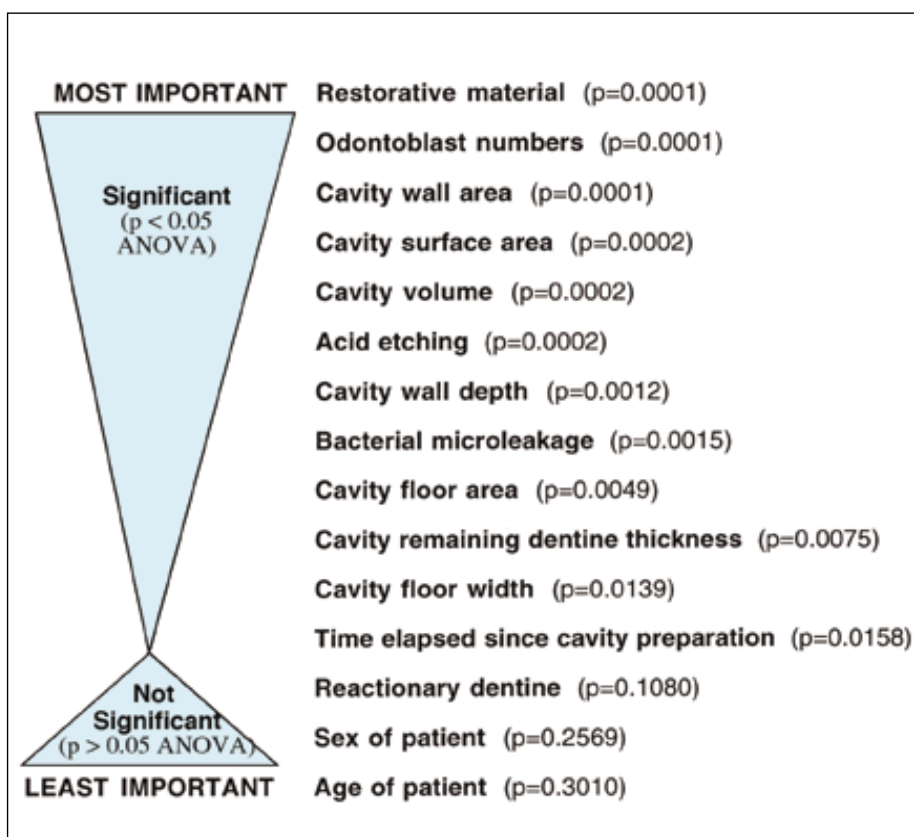 MOST IMPORTANT
Significant
(p < 0.05
ANOVA)
Not
Significant
(p > 0.05 ANOVA)
LEAST IMPORTANT
Restorative material (p=0.0001)
Odontoblast numbers (p=0.0001)
Cavity wall area (p=0.0001)
Cavity surface area (p=0.0002)
Cavity volume (p=0.0002)
Acid etching (p=0.0002)
Cavity wall depth (p=0.0012)
Bacterial microleakage (p=0.0015)
Cavity floor area (p=0.0049)
Cavity remaining dentine thickness (p=0.0075)
Cavity floor width (p=0.0139)
Time elapsed since cavity preparation (p=0.0158)
Reactionary dentine (p=0.1080)
Sex of patient (p=0.2569)
Age of patient (p=0.3010)